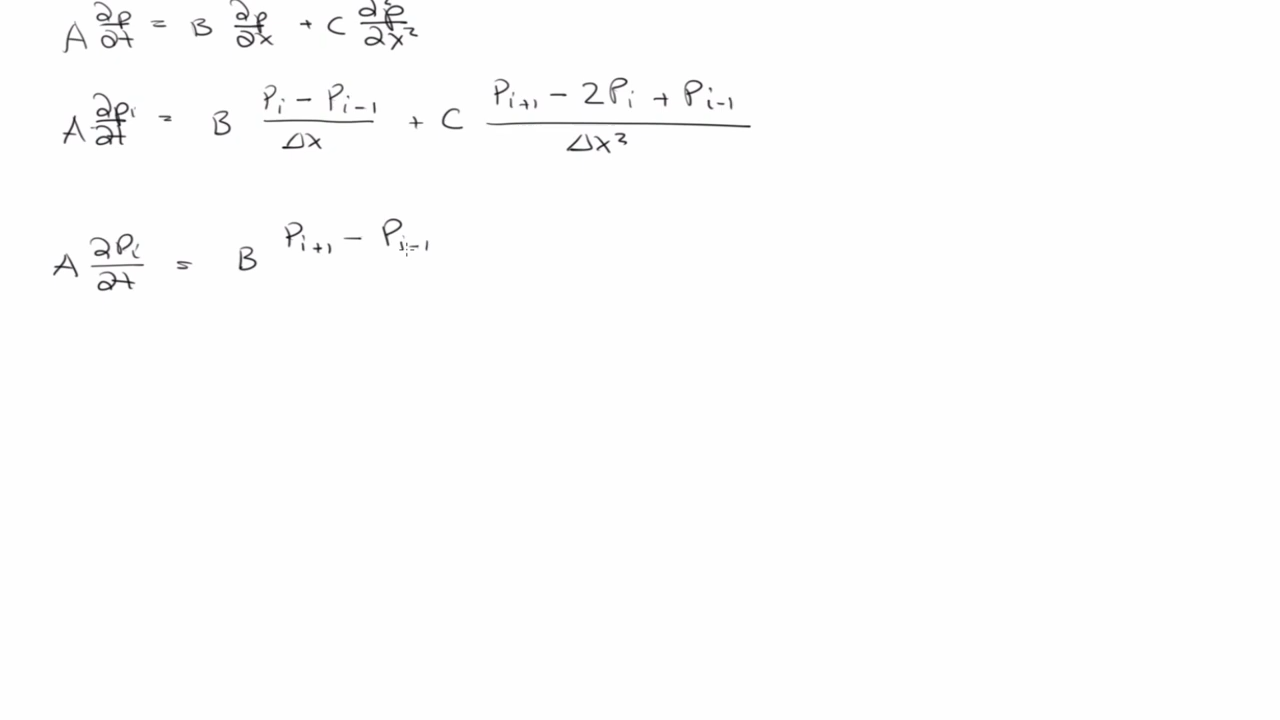 A ∂p/∂t = B ∂p/∂x + C ∂²p/∂x²
A ∂pᵢ/∂t = B (Pᵢ − Pᵢ₋₁)/Δx + C (Pᵢ₊₁ − 2Pᵢ + Pᵢ₋₁)/Δx²
A ∂Pᵢ/∂t = B Pᵢ₊₁ − Pᵢ₋₁